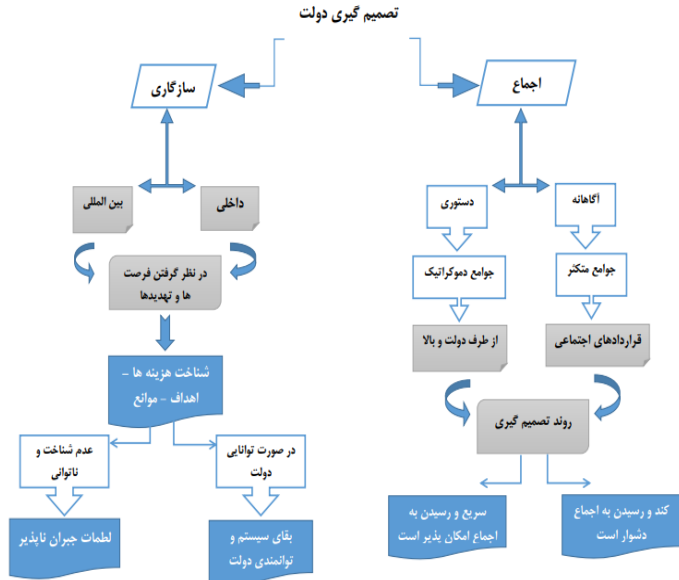 تصمیم گیری دولت
اجماع
سازگاری
آگاهانه
دستوری
داخلی
بین المللی
جوامع متکثر
جوامع دموکراتیک
در نظر گرفتن فرصت
ها و تهدیدها
قراردادهای اجتماعی
از طرف دولت و بالا
شناخت هزینه ها –
اهداف – موانع
روند تصمیم گیری
در صورت توانایی
دولت
عدم شناخت و
ناتوانی
کند و رسیدن به اجماع
دشوار است
سریع و رسیدن به
اجماع امکان پذیر است
بقای سیستم و
توانمندی دولت
لطمات جبران ناپذیر